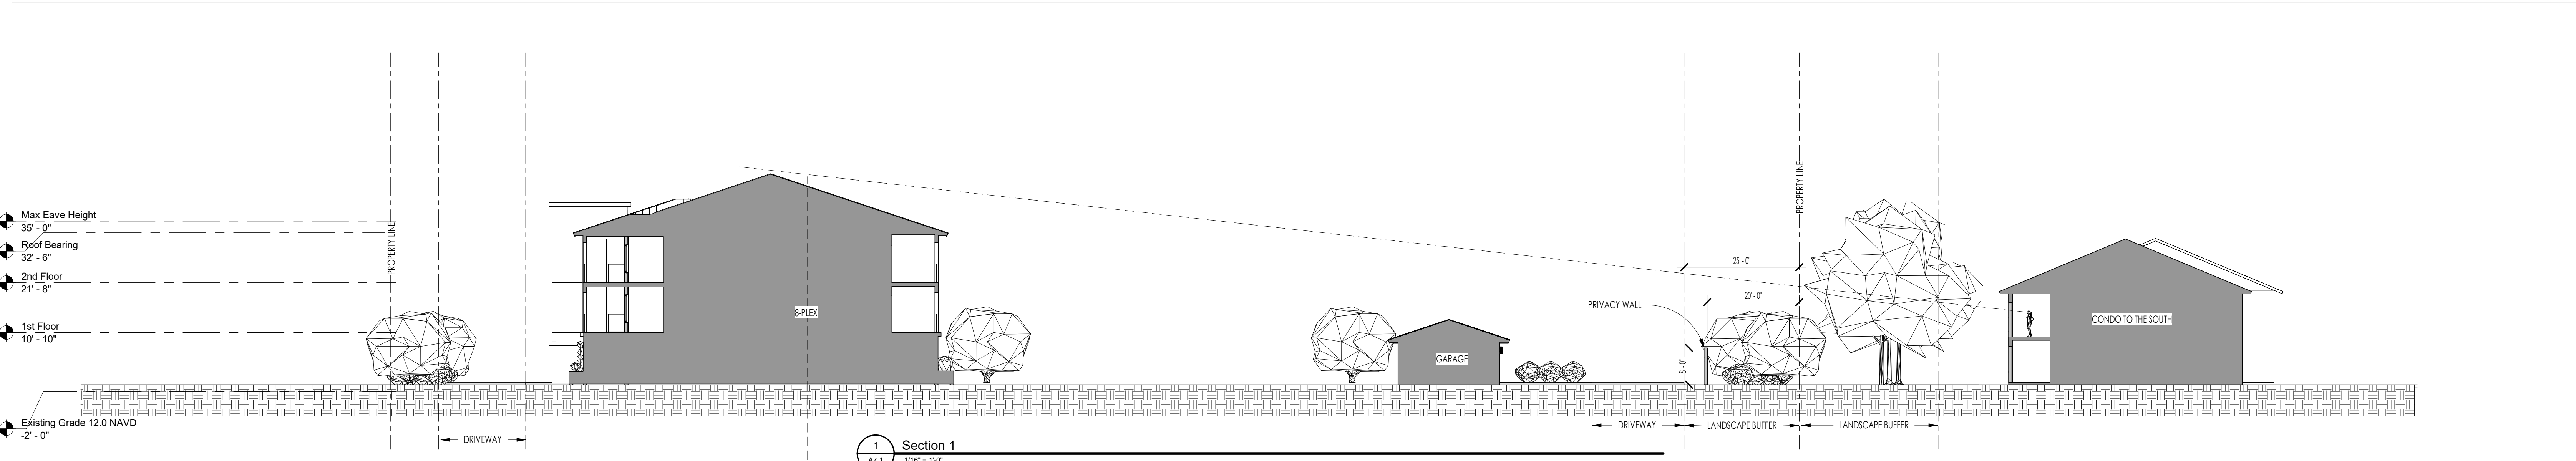 PROPERTY LINE
PROPERTY LINE
Max Eave Height
35' - 0"
Roof Bearing
32' - 6"
2nd Floor
21' - 8"
1st Floor
10' - 10"
Existing Grade 12.0 NAVD
-2' - 0"
8-PLEX
GARAGE
PRIVACY WALL
25' - 0"
20' - 0"
8' - 0"
CONDO TO THE SOUTH
DRIVEWAY
DRIVEWAY
LANDSCAPE BUFFER
LANDSCAPE BUFFER
1
Section 1
A7.1
1/16" = 1'-0"